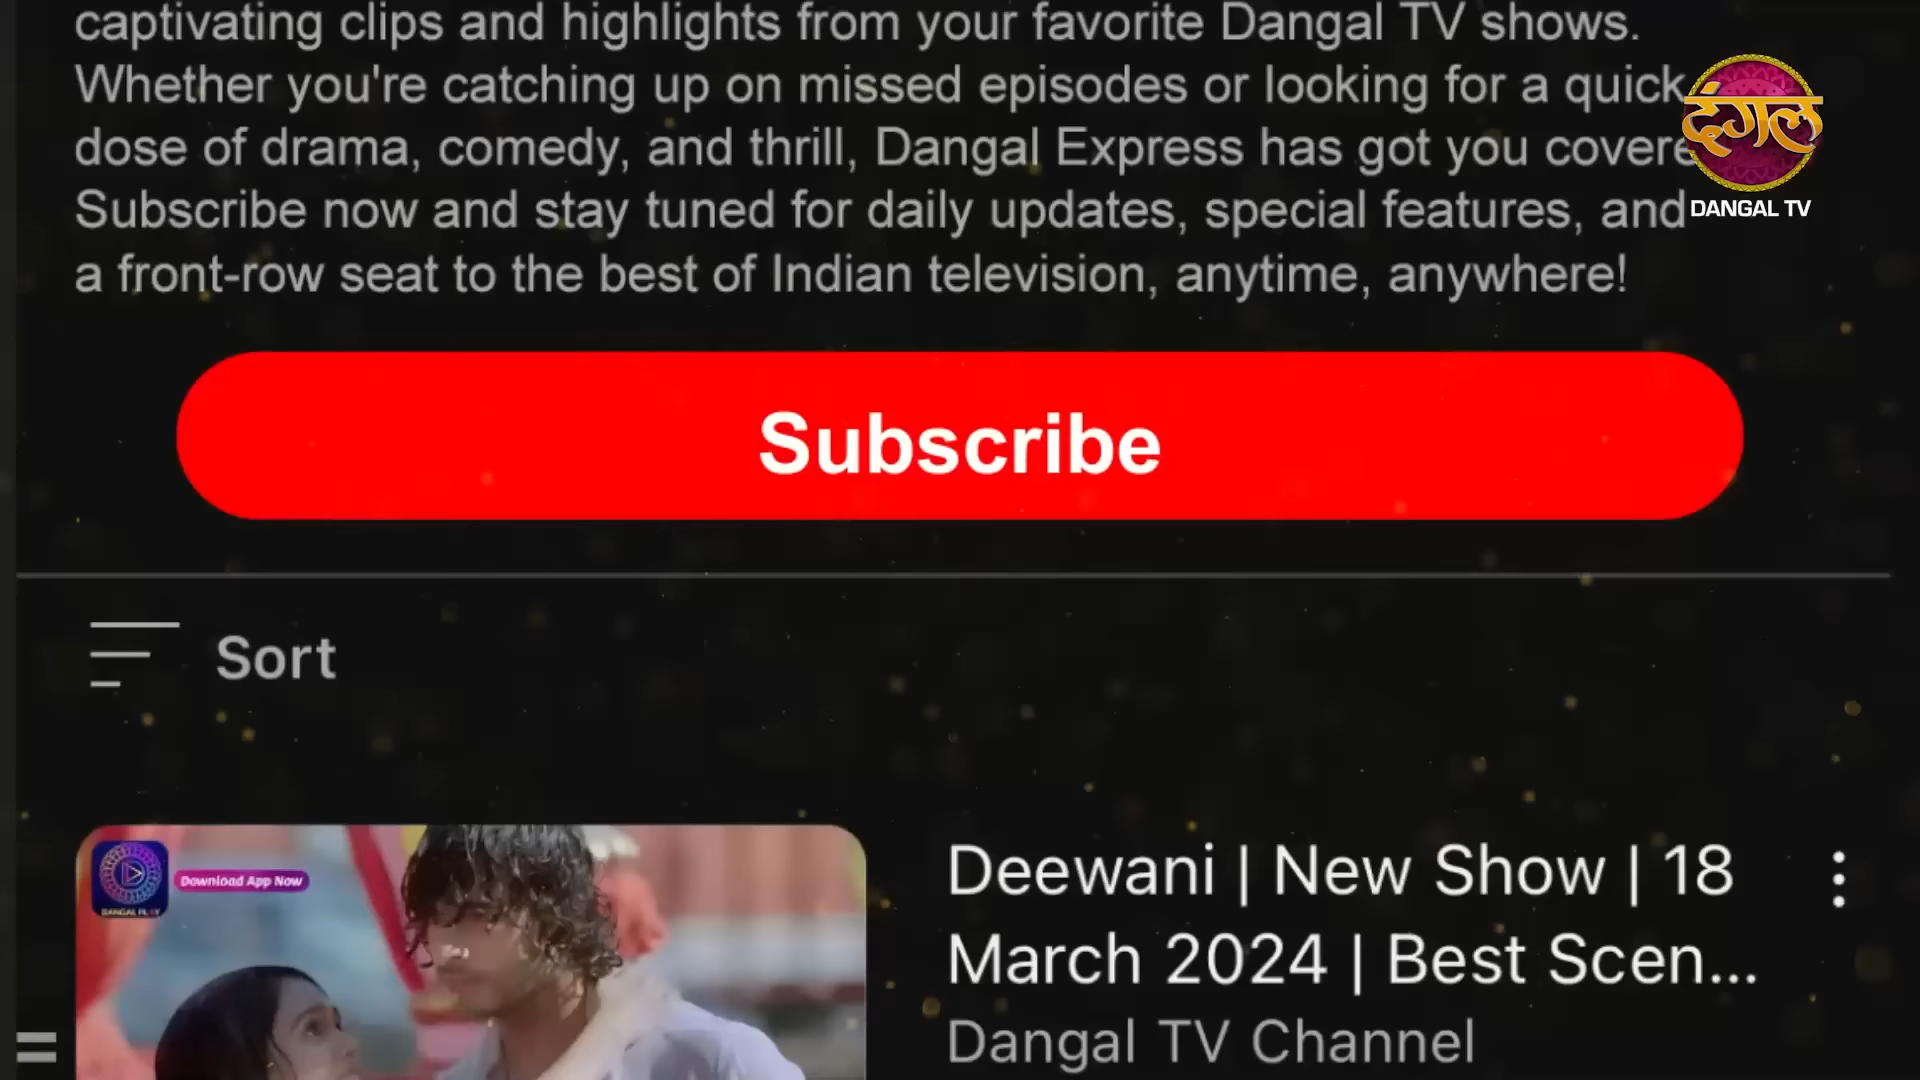 captivating clips and highlights from your favorite Dangal TV shows.
Whether you're catching up on missed episodes or looking for a quick
dose of drama, comedy, and thrill, Dangal Express has got you covere
Subscribe now and stay tuned for daily updates, special features, and
a front-row seat to the best of Indian television, anytime, anywhere!
दंगल
DANGAL TV
Subscribe
Sort
Download App Now
DANGAL PLAY
Deewani | New Show | 18
March 2024 | Best Scen...
Dangal TV Channel